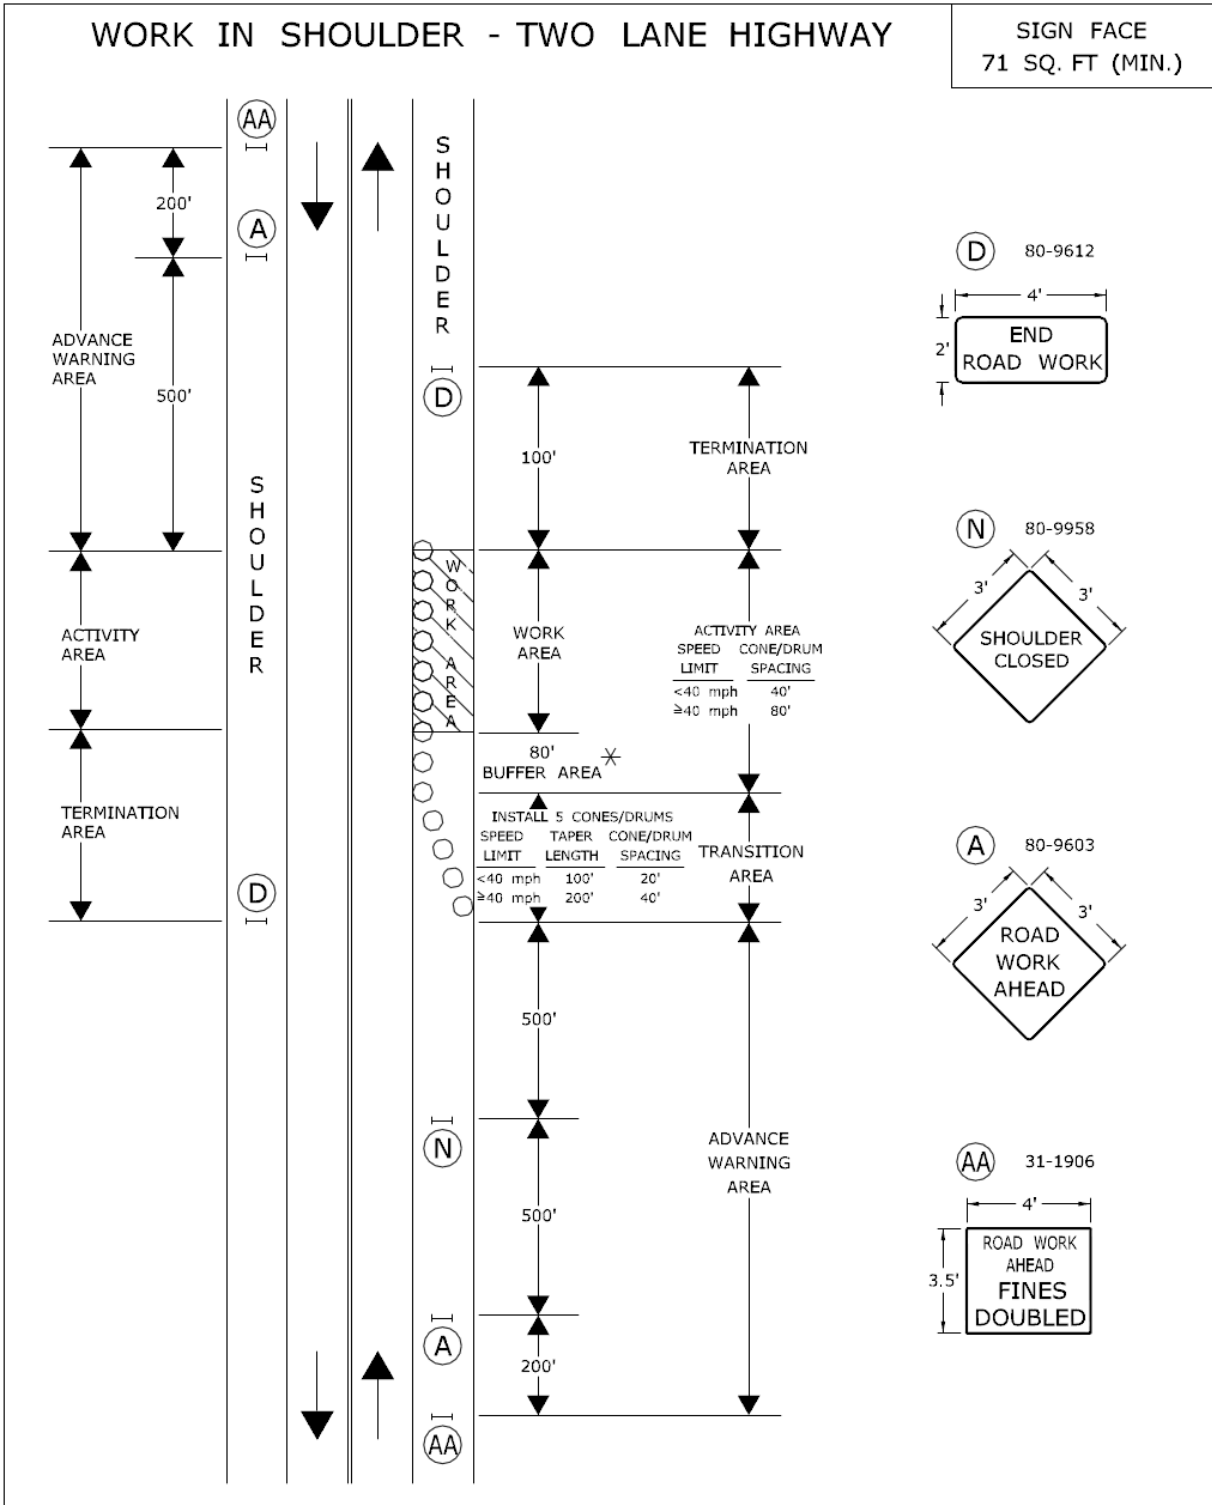 WORK IN SHOULDER - TWO LANE HIGHWAY
SIGN FACE
71 SQ. FT (MIN.)
AA
200'
A
ADVANCE
WARNING
AREA
500'
SHOULDER
ACTIVITY
AREA
TERMINATION
AREA
D
SHOULDER
D
100'
TERMINATION
AREA
WORK AREA
WORK
AREA
ACTIVITY AREA
SPEED CONE/DRUM
LIMIT SPACING
<40 mph 40'
≧40 mph 80'
80'
BUFFER AREA *
INSTALL 5 CONES/DRUMS
SPEED TAPER CONE/DRUM
LIMIT LENGTH SPACING
<40 mph 100' 20'
≧40 mph 200' 40'
TRANSITION
AREA
500'
N
500'
ADVANCE
WARNING
AREA
A
200'
AA
D 80-9612
4'
2'
END
ROAD WORK
N 80-9958
3' 3'
SHOULDER
CLOSED
A 80-9603
3' 3'
ROAD
WORK
AHEAD
AA 31-1906
4'
3.5'
ROAD WORK
AHEAD
FINES
DOUBLED